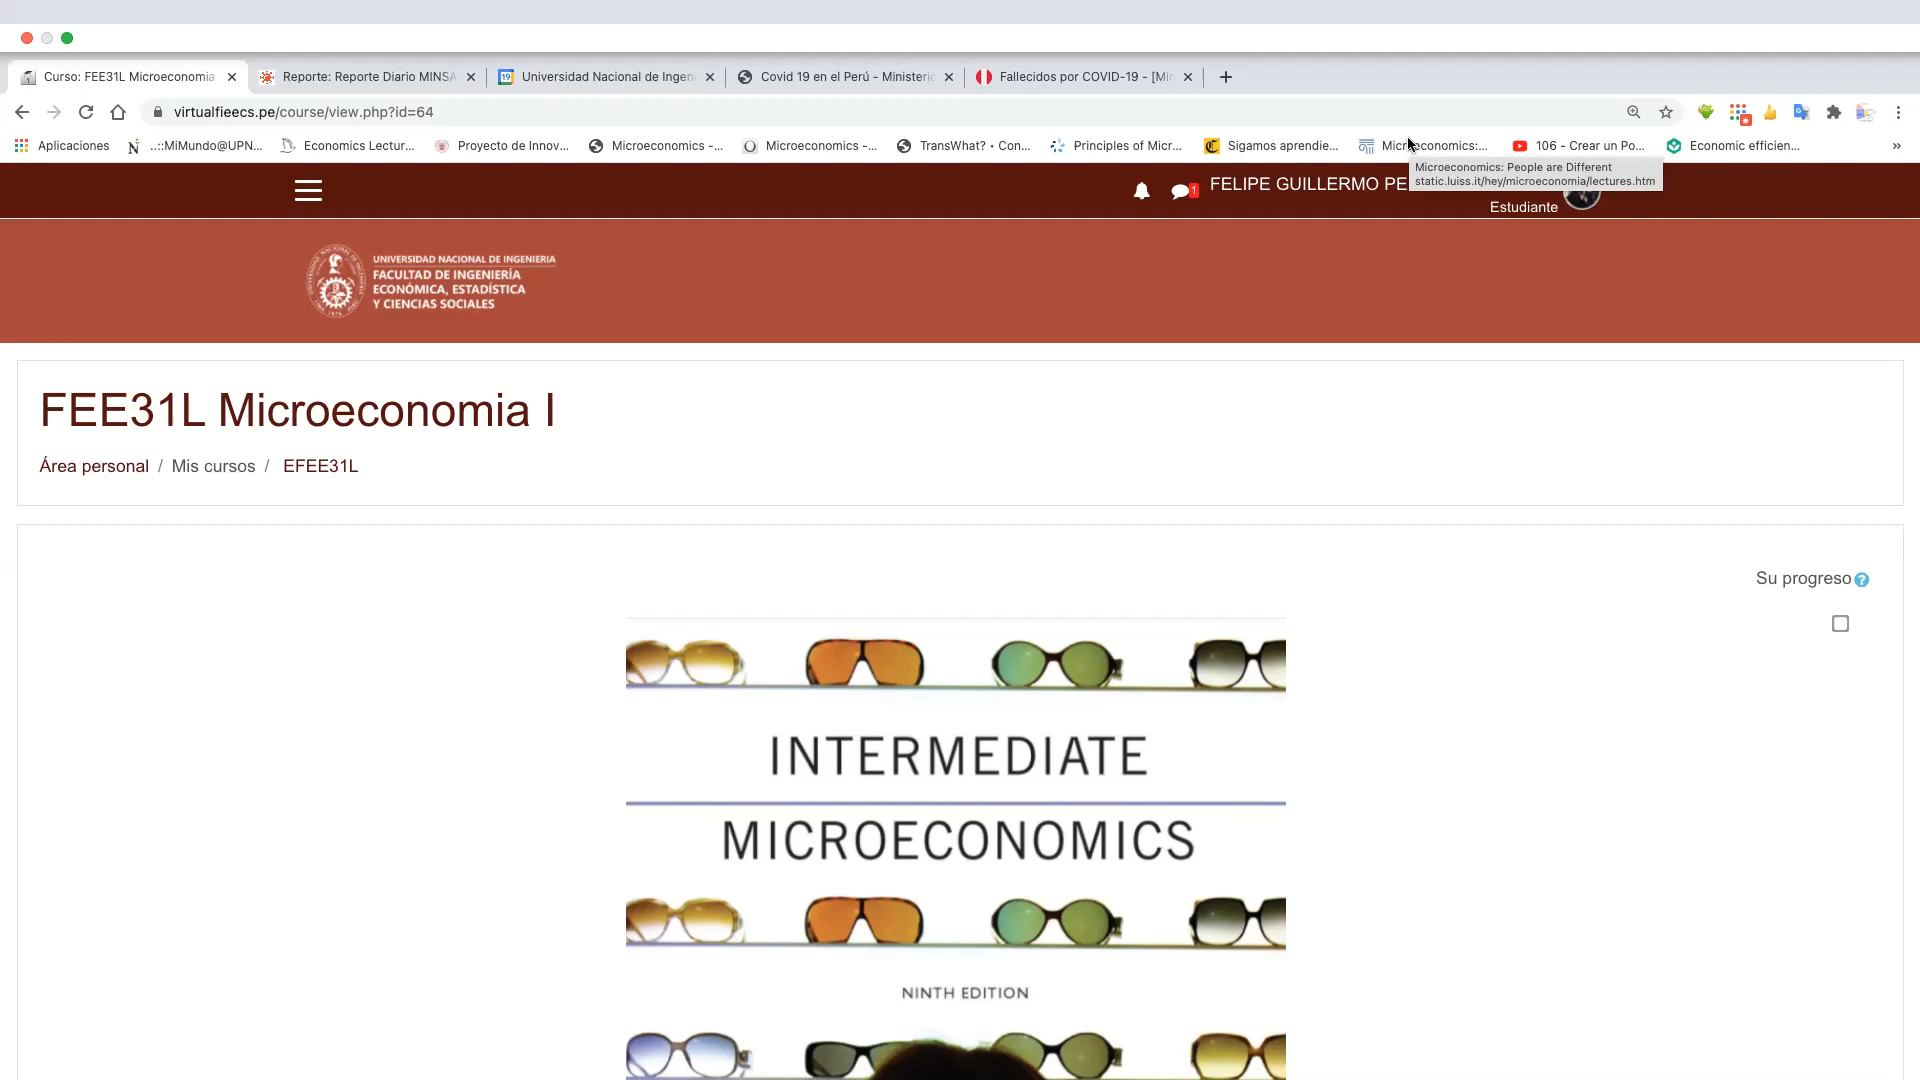 Curso: FEE31L Microeconomia
Reporte: Reporte Diario MINSA
Universidad Nacional de Ingen
Covid 19 en el Perú - Ministerio
Fallecidos por COVID-19 - [Min
virtualfieecs.pe/course/view.php?id=64
Aplicaciones
..::MiMundo@UPN...
Economics Lectur...
Proyecto de Innov...
Microeconomics -...
Microeconomics -...
TransWhat? • Con...
Principles of Micr...
Sigamos aprendie...
Microeconomics:...
106 - Crear un Po...
Economic efficien...
»
Microeconomics: People are Different
static.luiss.it/hey/microeconomia/lectures.htm
1
FELIPE GUILLERMO PE
Estudiante
UNIVERSIDAD NACIONAL DE INGENIERIA
FACULTAD DE INGENIERÍA
ECONÓMICA, ESTADÍSTICA
Y CIENCIAS SOCIALES
FEE31L Microeconomia I
Área personal / Mis cursos / EFEE31L
Su progreso
INTERMEDIATE
MICROECONOMICS
NINTH EDITION